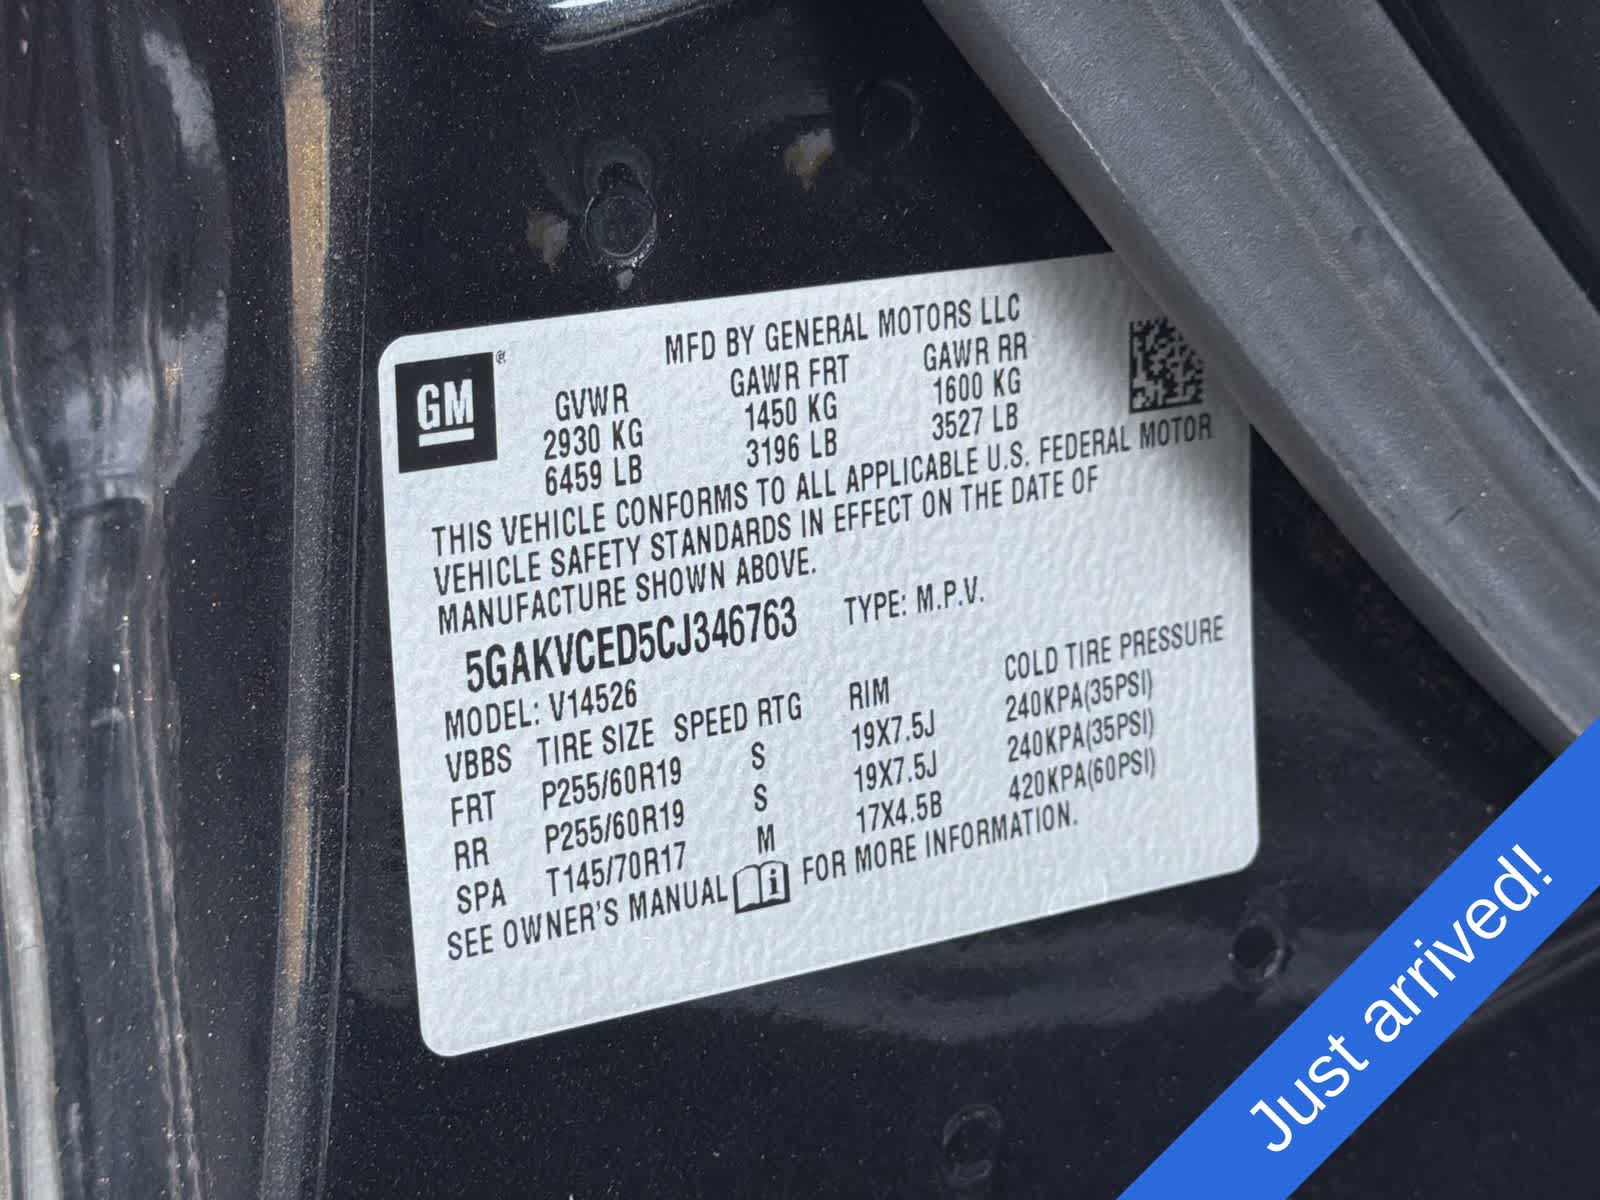 MFD BY GENERAL MOTORS LLC
GM
GVWR GAWR FRT GAWR RR
2930 KG 1450 KG 1600 KG
6459 LB 3196 LB 3527 LB
THIS VEHICLE CONFORMS TO ALL APPLICABLE U.S. FEDERAL MOTOR
VEHICLE SAFETY STANDARDS IN EFFECT ON THE DATE OF
MANUFACTURE SHOWN ABOVE.
5GAKVCED5CJ346763 TYPE: M.P.V.
MODEL: V14526
VBBS TIRE SIZE SPEED RTG RIM COLD TIRE PRESSURE
FRT P255/60R19 S 19X7.5J 240KPA(35PSI)
RR P255/60R19 S 19X7.5J 240KPA(35PSI)
SPA T145/70R17 M 17X4.5B 420KPA(60PSI)
SEE OWNER'S MANUAL FOR MORE INFORMATION.
Just arrived!